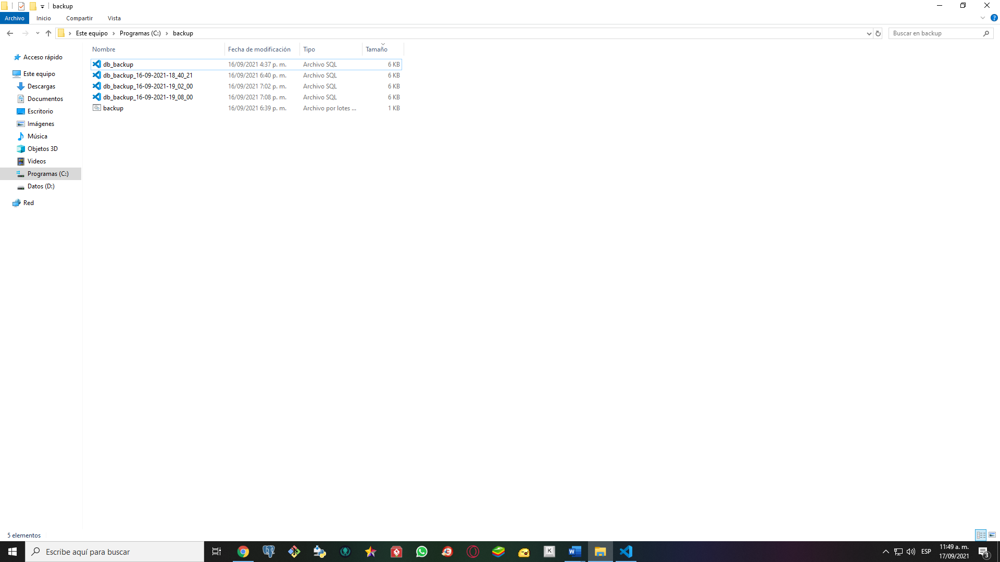 backup
Archivo Inicio Compartir Vista
Este equipo Programas (C:) backup
Buscar en backup
Nombre Fecha de modificación Tipo Tamaño
db_backup 16/09/2021 4:37 p. m. Archivo SQL 6 KB
db_backup_16-09-2021-18_40_21 16/09/2021 6:40 p. m. Archivo SQL 6 KB
db_backup_16-09-2021-19_02_00 16/09/2021 7:02 p. m. Archivo SQL 6 KB
db_backup_16-09-2021-19_08_00 16/09/2021 7:08 p. m. Archivo SQL 6 KB
backup 16/09/2021 6:39 p. m. Archivo por lotes ... 1 KB
Acceso rápido
Este equipo
Descargas
Documentos
Escritorio
Imágenes
Música
Objetos 3D
Videos
Programas (C:)
Datos (D:)
Red
5 elementos
Escribe aquí para buscar
K
W
ESP
11:49 a. m.
17/09/2021
3